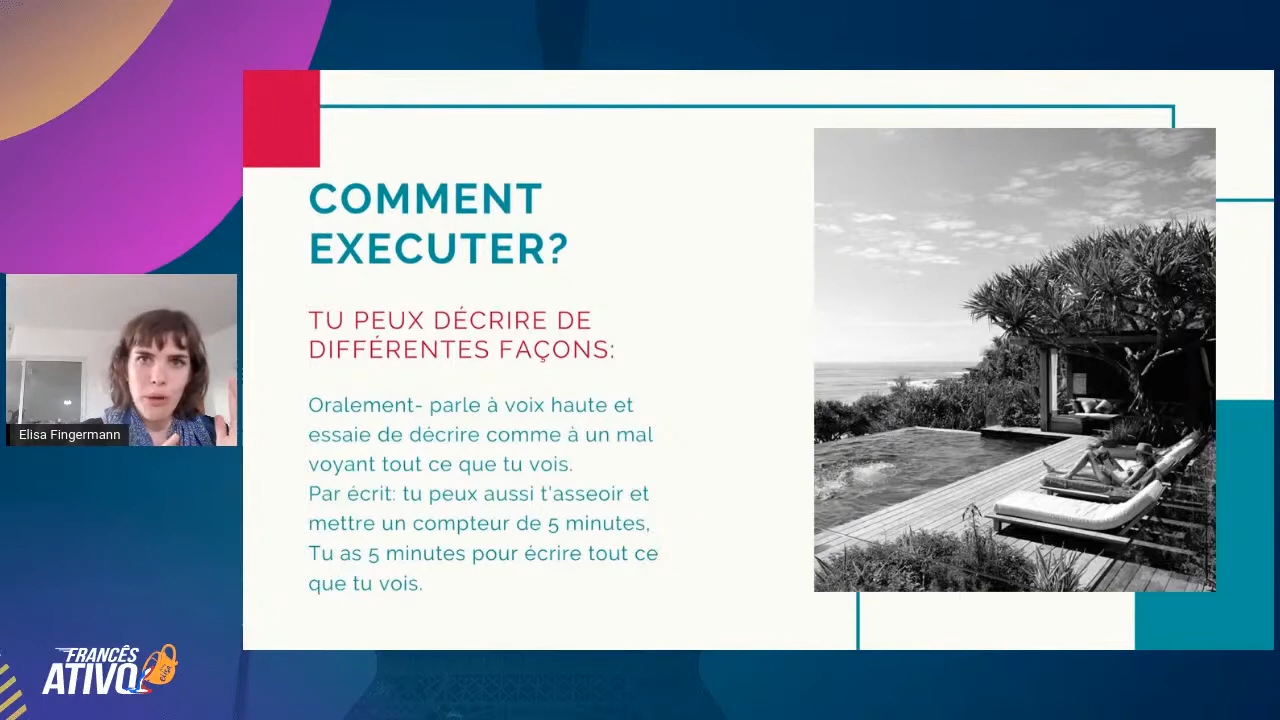 COMMENT
EXECUTER?
TU PEUX DÉCRIRE DE
DIFFÉRENTES FAÇONS:
Oralement- parle à voix haute et
essaie de décrire comme à un mal
voyant tout ce que tu vois.
Par écrit: tu peux aussi t'asseoir et
mettre un compteur de 5 minutes,
Tu as 5 minutes pour écrire tout ce
que tu vois.
Elisa Fingermann
FRANCÊS
ATIVO